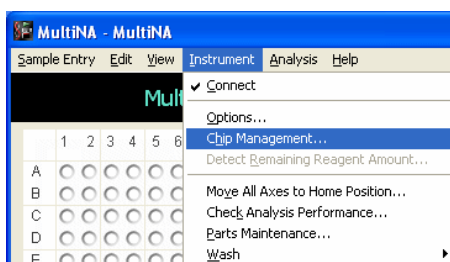 MultiNA - MultiNA
Sample Entry Edit View Instrument Analysis Help
Connect
Mult
Options...
Chip Management...
Detect Remaining Reagent Amount...
Move All Axes to Home Position...
Check Analysis Performance...
Parts Maintenance...
Wash
1 2 3 4 5 6
A
B
C
D
E